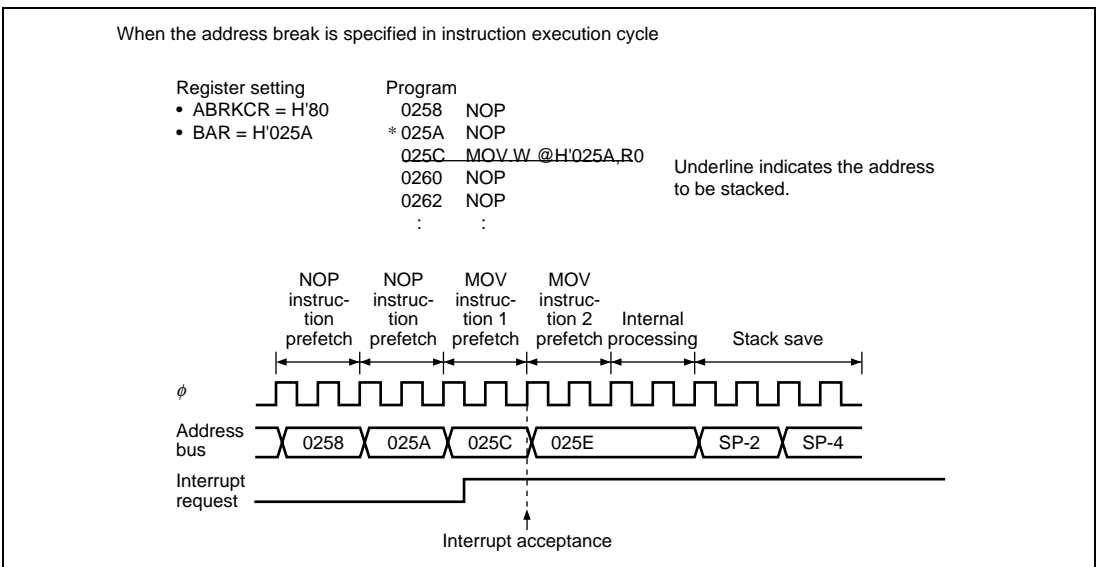 When the address break is specified in instruction execution cycle
Register setting
• ABRKCR = H'80
• BAR = H'025A
Program
0258 NOP
* 025A NOP
025C MOV.W @H'025A,R0
0260 NOP
0262 NOP
: :
Underline indicates the address
to be stacked.
NOP
instruc-
tion
prefetch
NOP
instruc-
tion
prefetch
MOV
instruc-
tion 1
prefetch
MOV
instruc-
tion 2
prefetch
Internal
processing
Stack save
φ
Address
bus
0258 025A 025C 025E SP-2 SP-4
Interrupt
request
Interrupt acceptance